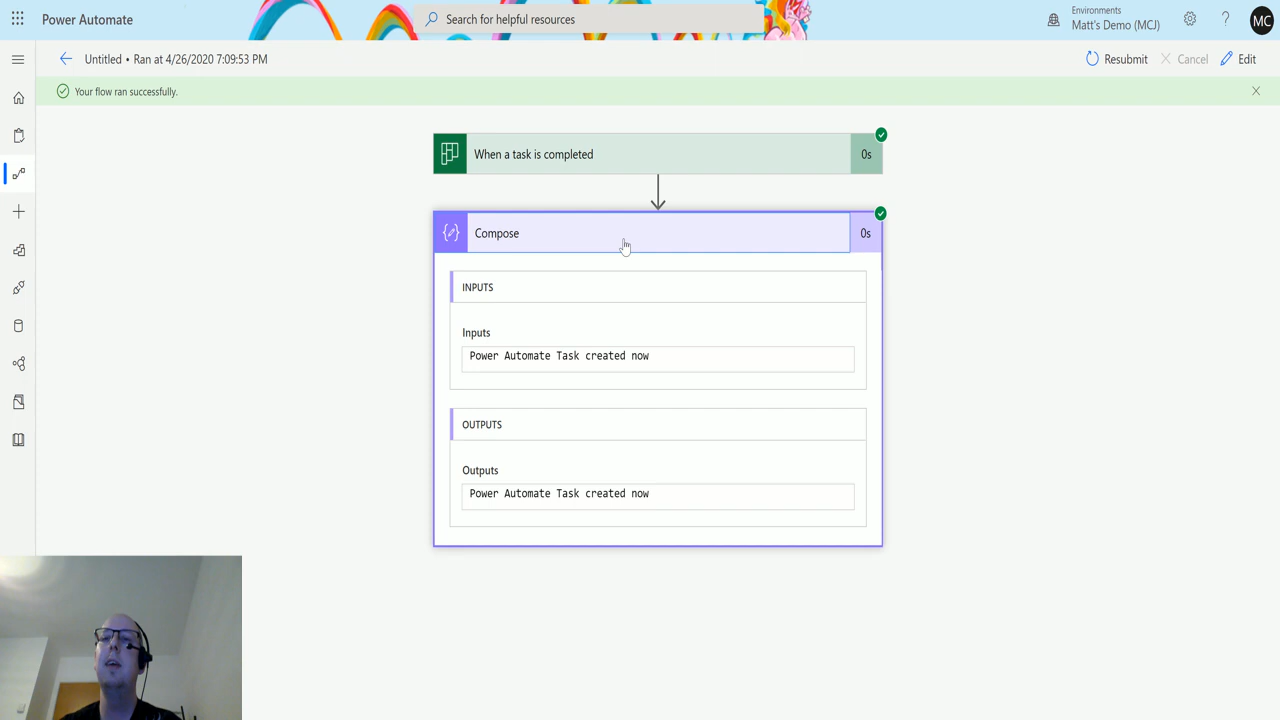 Power Automate
Search for helpful resources
Environments
Matt's Demo (MCJ)
?
MC
Untitled • Ran at 4/26/2020 7:09:53 PM
Resubmit
Cancel
Edit
Your flow ran successfully.
When a task is completed
0s
Compose
0s
INPUTS
Inputs
Power Automate Task created now
OUTPUTS
Outputs
Power Automate Task created now